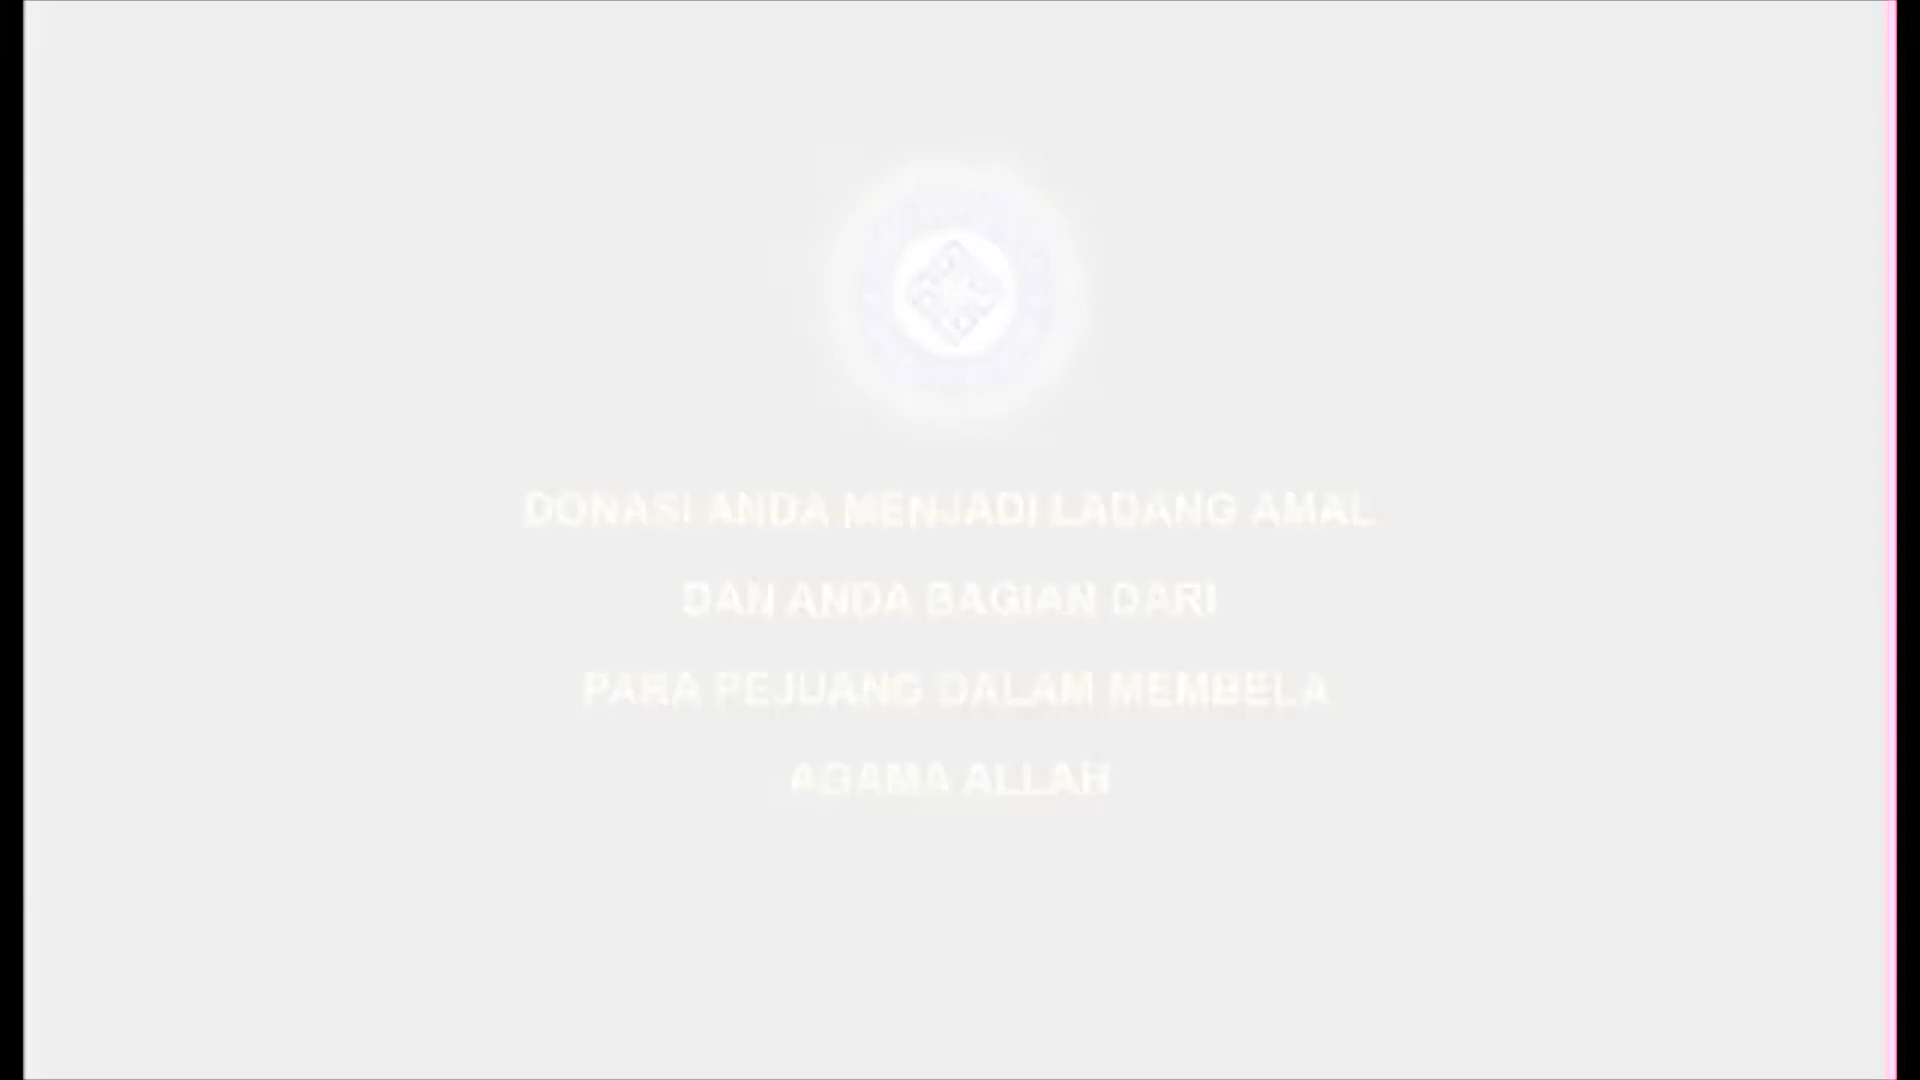 DONASI ANDA MENJADI LADANG AMAL
DAN ANDA BAGIAN DARI
PARA PEJUANG DALAM MEMBELA
AGAMA ALLAH